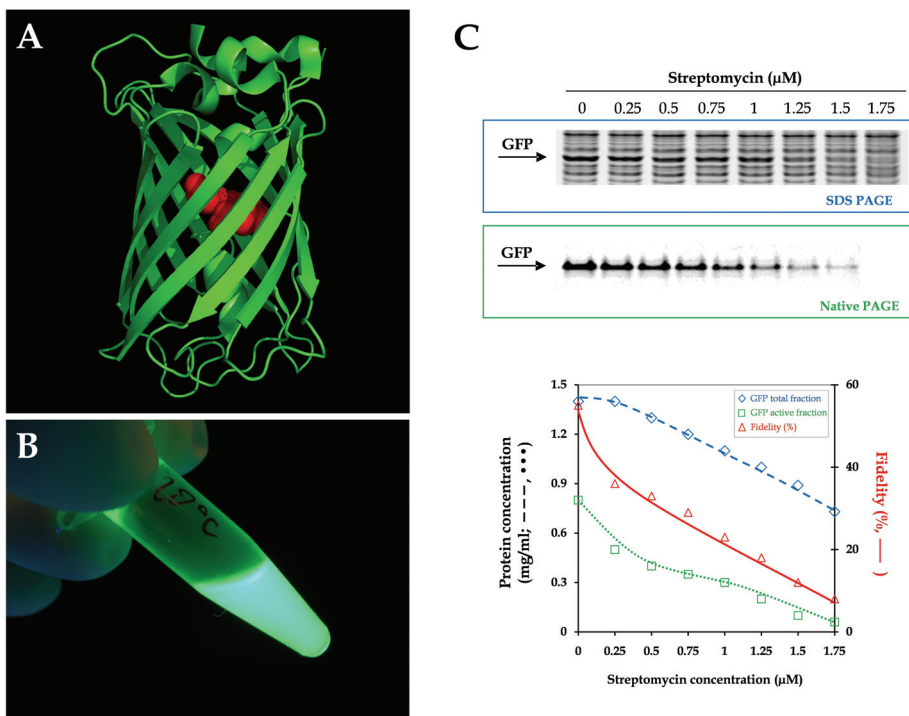 A
B
10°C
C
Streptomycin (µM)
0 0.25 0.5 0.75 1 1.25 1.5 1.75
GFP
SDS PAGE
GFP
Native PAGE
Protein concentration
(mg/ml; – – –, •••)
1.5
1.2
0.9
0.6
0.3
0
GFP total fraction
GFP active fraction
Fidelity (%)
60
40
20
0
Fidelity (%, — )
0 0.25 0.5 0.75 1 1.25 1.5 1.75
Streptomycin concentration (µM)